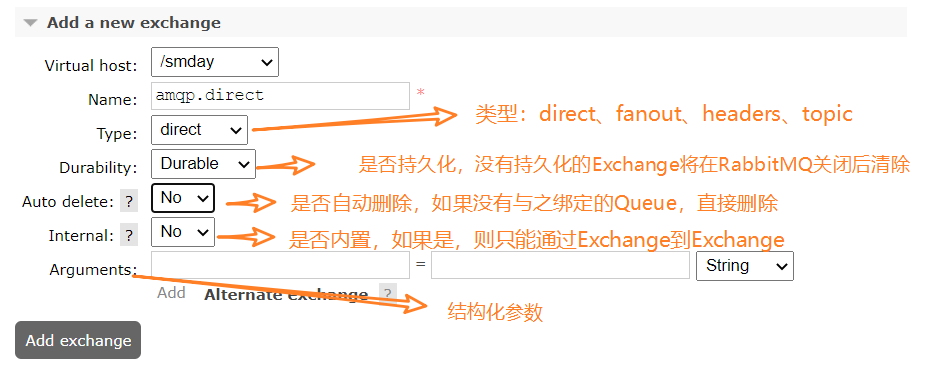 Add a new exchange
Virtual host: /smday
Name: amqp.direct *
Type: direct 类型：direct、fanout、headers、topic
Durability: Durable 是否持久化，没有持久化的Exchange将在RabbitMQ关闭后清除
Auto delete: ? No 是否自动删除，如果没有与之绑定的Queue，直接删除
Internal: ? No 是否内置，如果是，则只能通过Exchange到Exchange
Arguments: = String
Add Alternate exchange ?
结构化参数
Add exchange